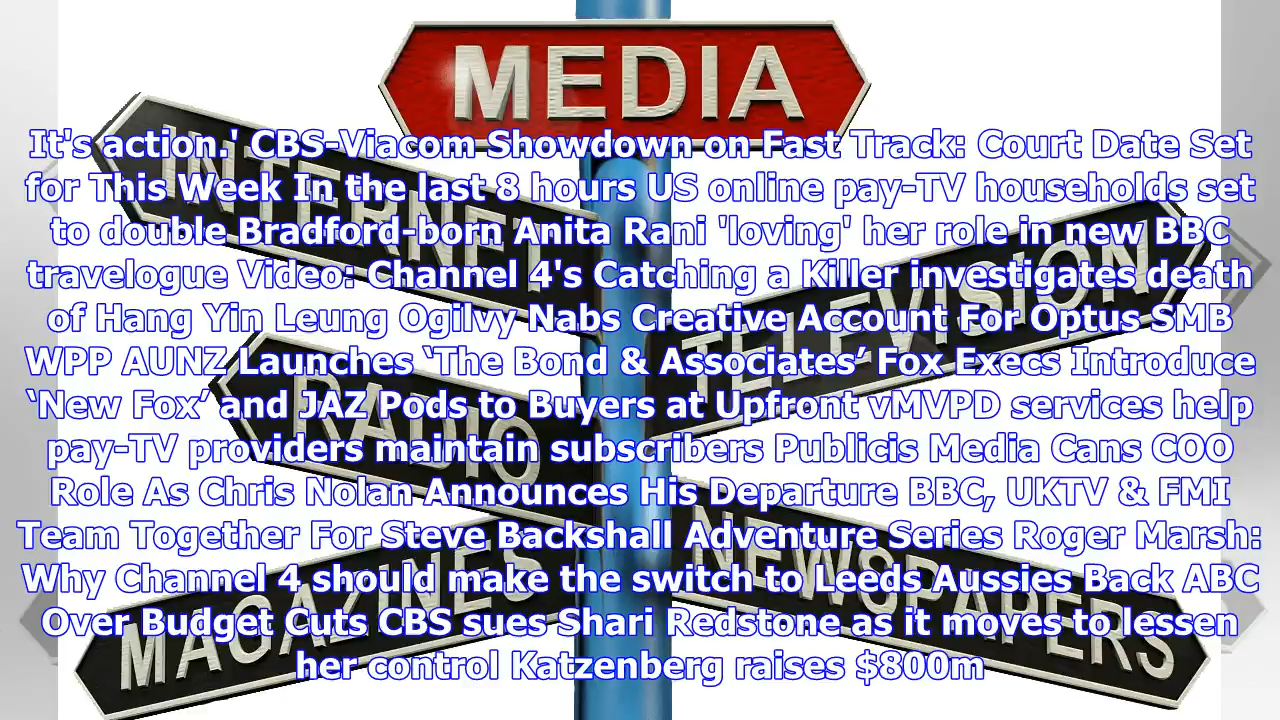 MEDIA
It's action.' CBS-Viacom Showdown on Fast Track: Court Date Set
for This Week In the last 8 hours US online pay-TV households set
to double Bradford-born Anita Rani 'loving' her role in new BBC
travelogue Video: Channel 4's Catching a Killer investigates death
of Hang Yin Leung Ogilvy Nabs Creative Account For Optus SMB
WPP AUNZ Launches ‘The Bond & Associates’ Fox Execs Introduce
‘New Fox’ and JAZ Pods to Buyers at Upfront vMVPD services help
pay-TV providers maintain subscribers Publicis Media Cans COO
Role As Chris Nolan Announces His Departure BBC, UKTV & FMI
Team Together For Steve Backshall Adventure Series Roger Marsh:
Why Channel 4 should make the switch to Leeds Aussies Back ABC
Over Budget Cuts CBS sues Shari Redstone as it moves to lessen
her control Katzenberg raises $800m
INTERNET
TELEVISION
RADIO
MAGAZINES
NEWSPAPERS